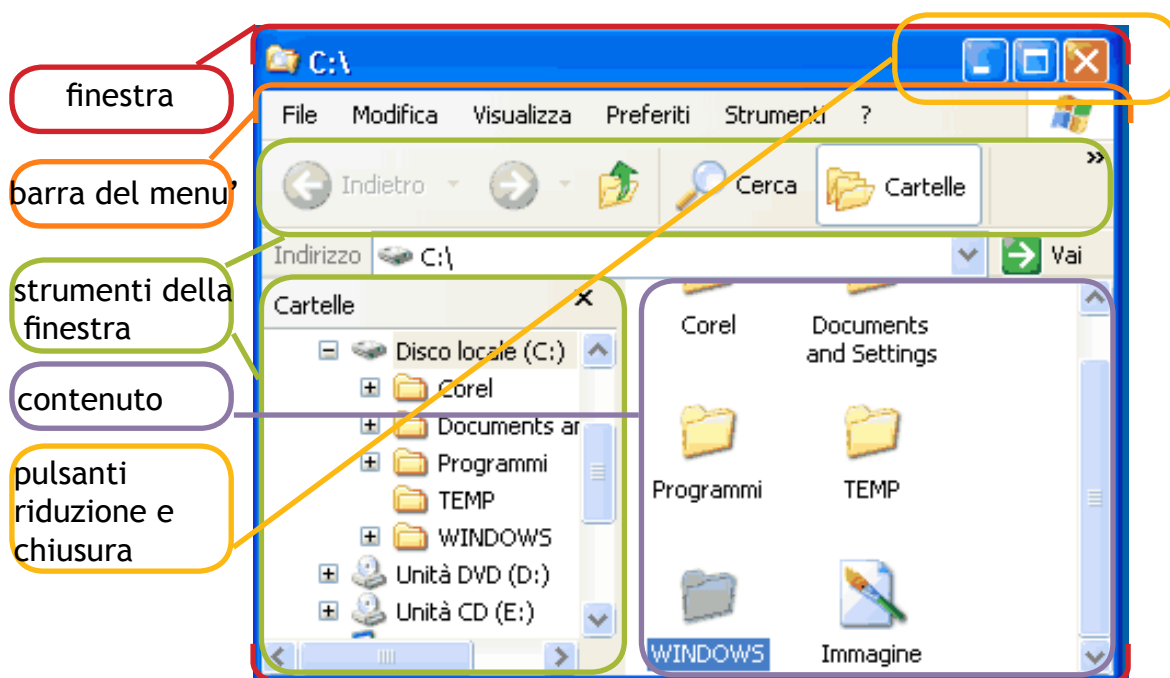 finestra
barra del menu’
strumenti della
finestra
contenuto
pulsanti
riduzione e
chiusura
C:\
File Modifica Visualizza Preferiti Strumenti ?
Indietro Cerca Cartelle »
Indirizzo C:\ Vai
Cartelle
Disco locale (C:)
Corel
Documents ar
Programmi
TEMP
WINDOWS
Unità DVD (D:)
Unità CD (E:)
Corel
Documents
and Settings
Programmi
TEMP
WINDOWS
Immagine